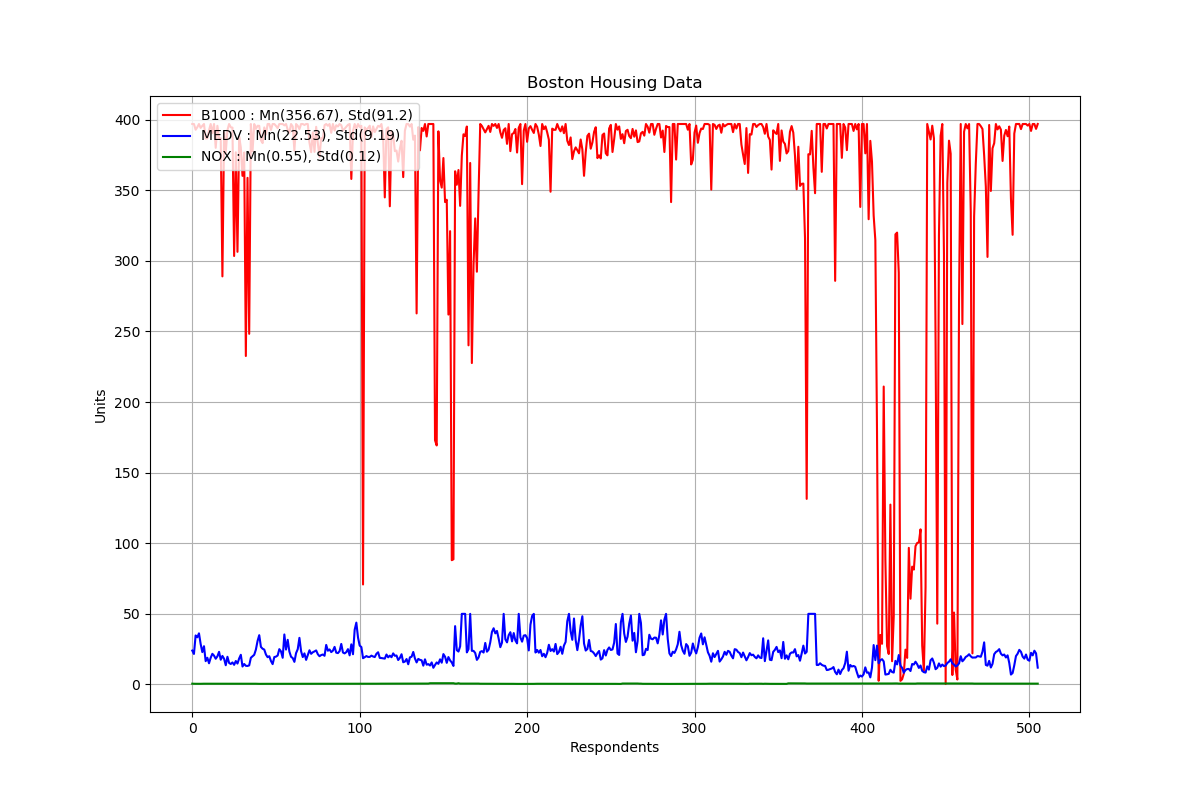 Boston Housing Data
B1000 : Mn(356.67), Std(91.2)
MEDV : Mn(22.53), Std(9.19)
NOX : Mn(0.55), Std(0.12)
400
350
300
250
200
150
100
50
0
Units
0 100 200 300 400 500
Respondents